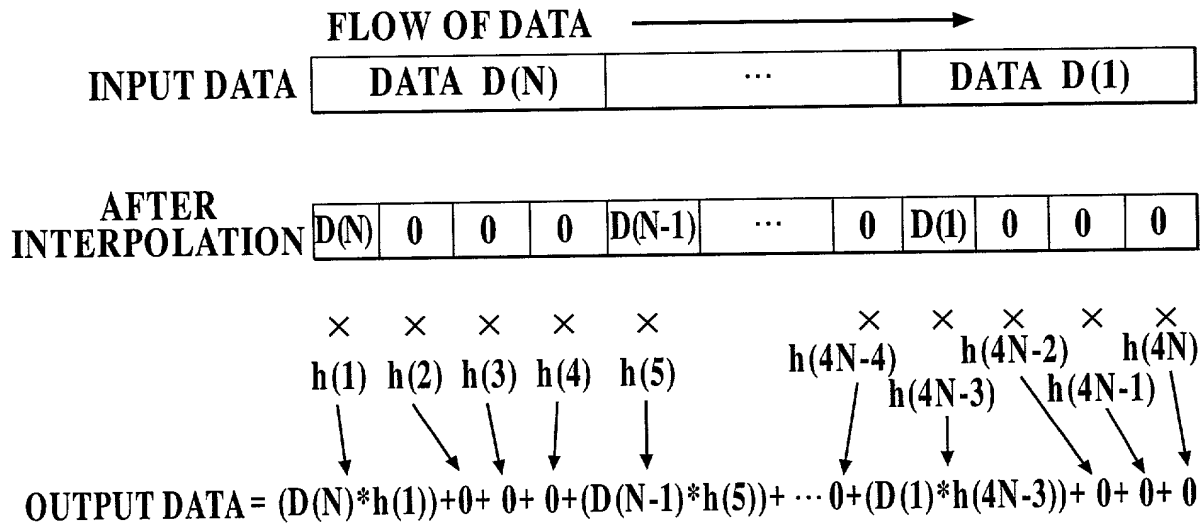 FLOW OF DATA
INPUT DATA DATA D(N) ... DATA D(1)
AFTER
INTERPOLATION D(N) 0 0 0 D(N-1) ... 0 D(1) 0 0 0
× × × × × × × × × ×
h(1) h(2) h(3) h(4) h(5) h(4N-4) h(4N-2) h(4N)
h(4N-3) h(4N-1)
OUTPUT DATA = (D(N)*h(1))+0+ 0+ 0+(D(N-1)*h(5))+ ... 0+(D(1)*h(4N-3))+ 0+ 0+ 0